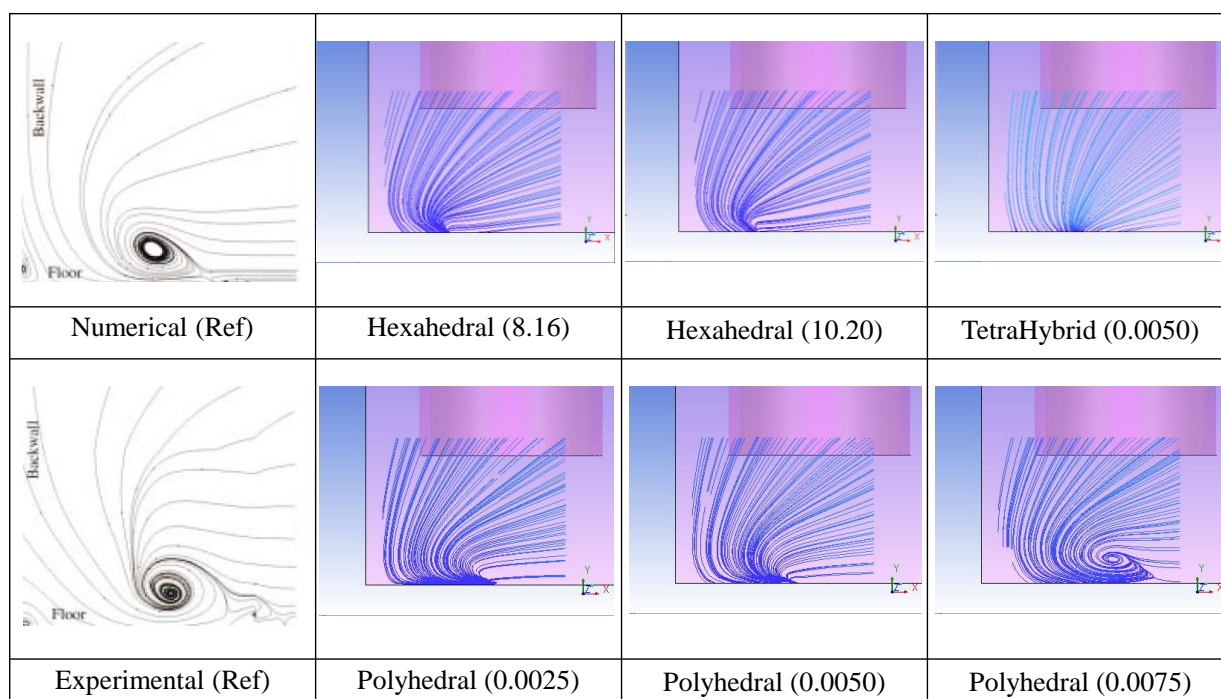 Backwall
Floor
Y
Z X
Y
Z X
Y
Z X
Numerical (Ref)
Hexahedral (8.16)
Hexahedral (10.20)
TetraHybrid (0.0050)
Backwall
Floor
Y
Z X
Y
Z X
Y
Z X
Experimental (Ref)
Polyhedral (0.0025)
Polyhedral (0.0050)
Polyhedral (0.0075)